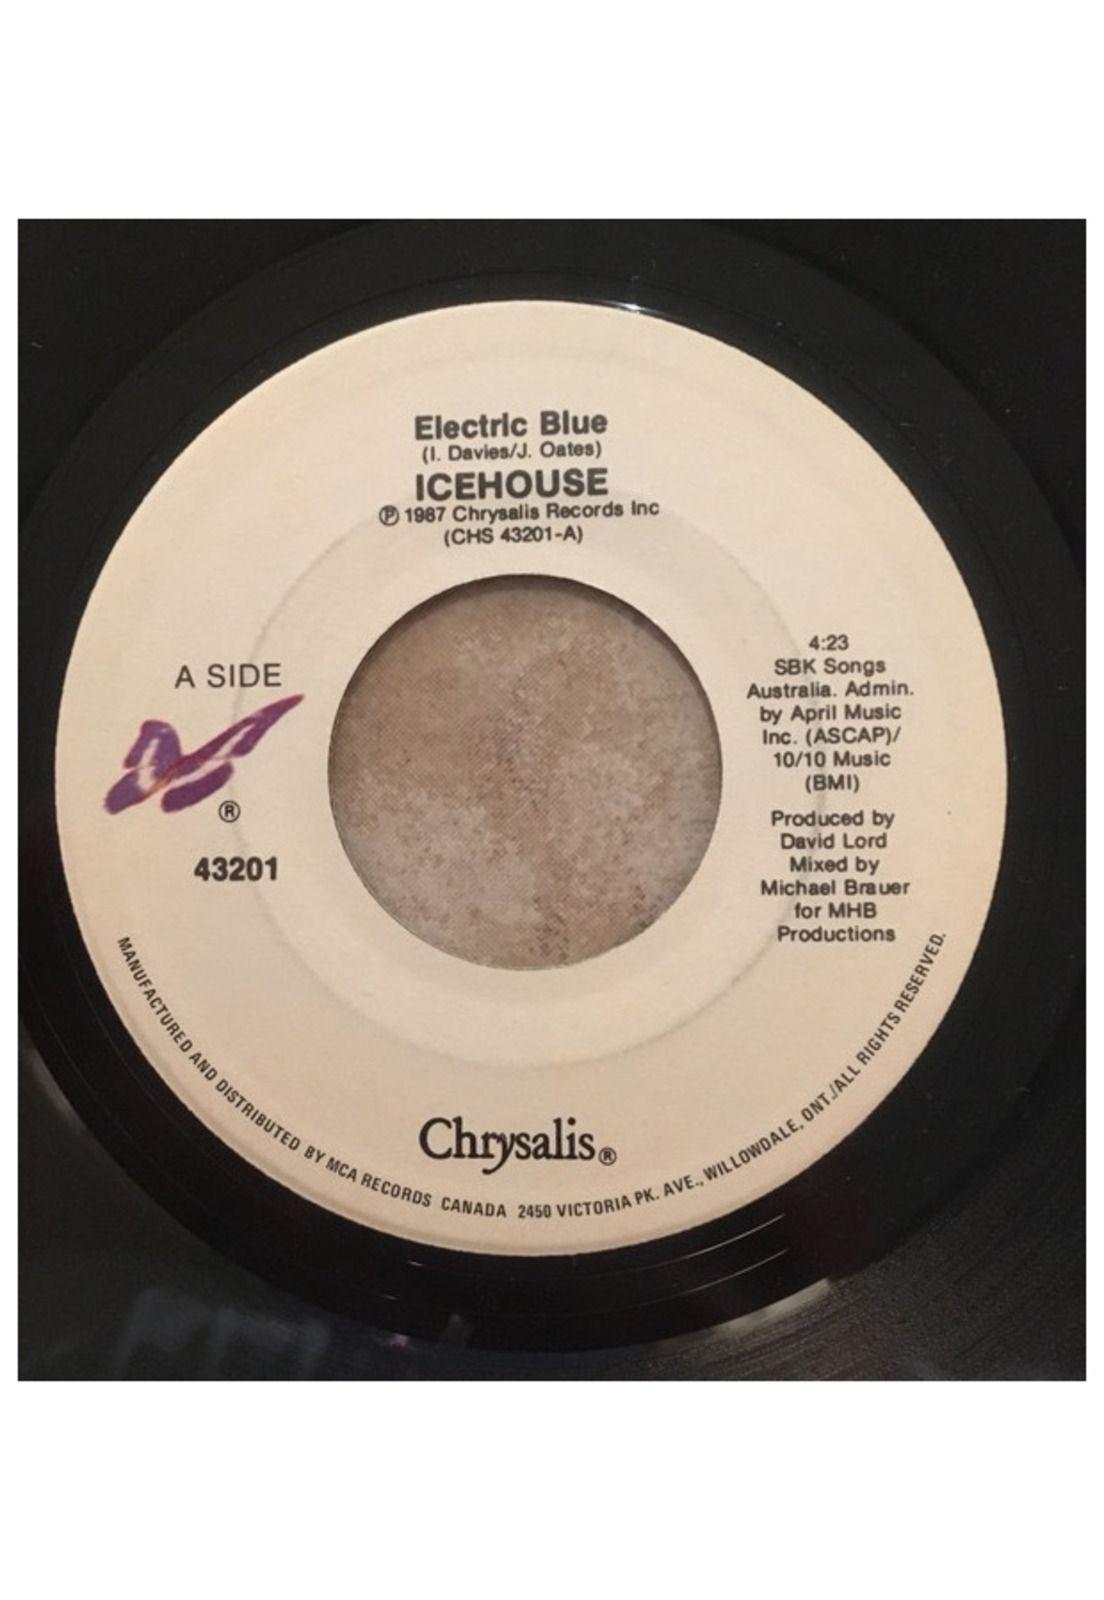 Electric Blue
(I. Davies/J. Oates)
ICEHOUSE
℗ 1987 Chrysalis Records Inc
(CHS 43201-A)
A SIDE
®
43201
4:23
SBK Songs
Australia. Admin.
by April Music
Inc. (ASCAP)/
10/10 Music
(BMI)
Produced by
David Lord
Mixed by
Michael Brauer
for MHB
Productions
Chrysalis®
MANUFACTURED AND DISTRIBUTED BY MCA RECORDS CANADA 2450 VICTORIA PK. AVE., WILLOWDALE, ONT./ALL RIGHTS RESERVED.